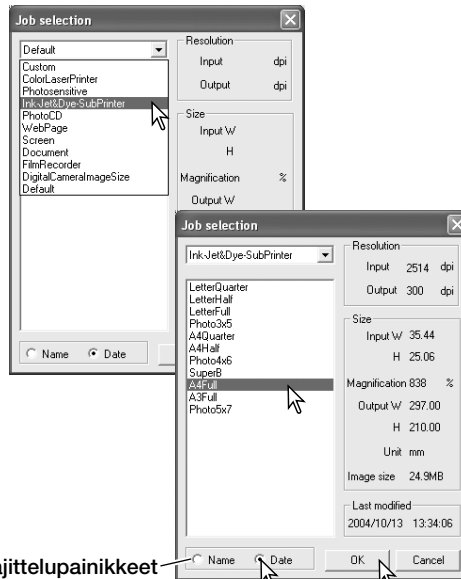 Job selection
Default
Custom
ColorLaserPrinter
Photosensitive
Ink-Jet&Dye-SubPrinter
PhotoCD
WebPage
Screen
Document
FilmRecorder
DigitalCameraImageSize
Default
Resolution
Input dpi
Output dpi
Size
Input W
H
Magnification %
Output W
Name Date
Job selection
Ink-Jet&Dye-SubPrinter
LetterQuarter
LetterHalf
LetterFull
Photo3x5
A4Quarter
A4Half
Photo4x6
SuperB
A4Full
A3Full
Photo5x7
Resolution
Input 2514 dpi
Output 300 dpi
Size
Input W 35.44
H 25.06
Magnification 838 %
Output W 297.00
H 210.00
Unit mm
Image size 24.9MB
Last modified
2004/10/13 13:34:06
Name Date
OK Cancel